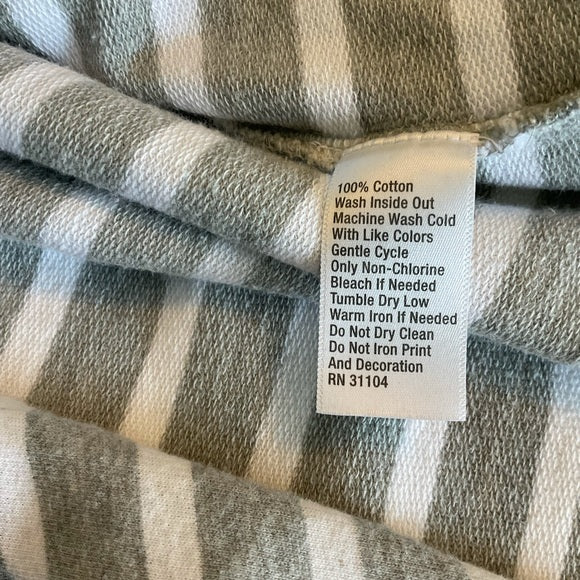 100% Cotton
Wash Inside Out
Machine Wash Cold
With Like Colors
Gentle Cycle
Only Non-Chlorine
Bleach If Needed
Tumble Dry Low
Warm Iron If Needed
Do Not Dry Clean
Do Not Iron Print
And Decoration
RN 31104